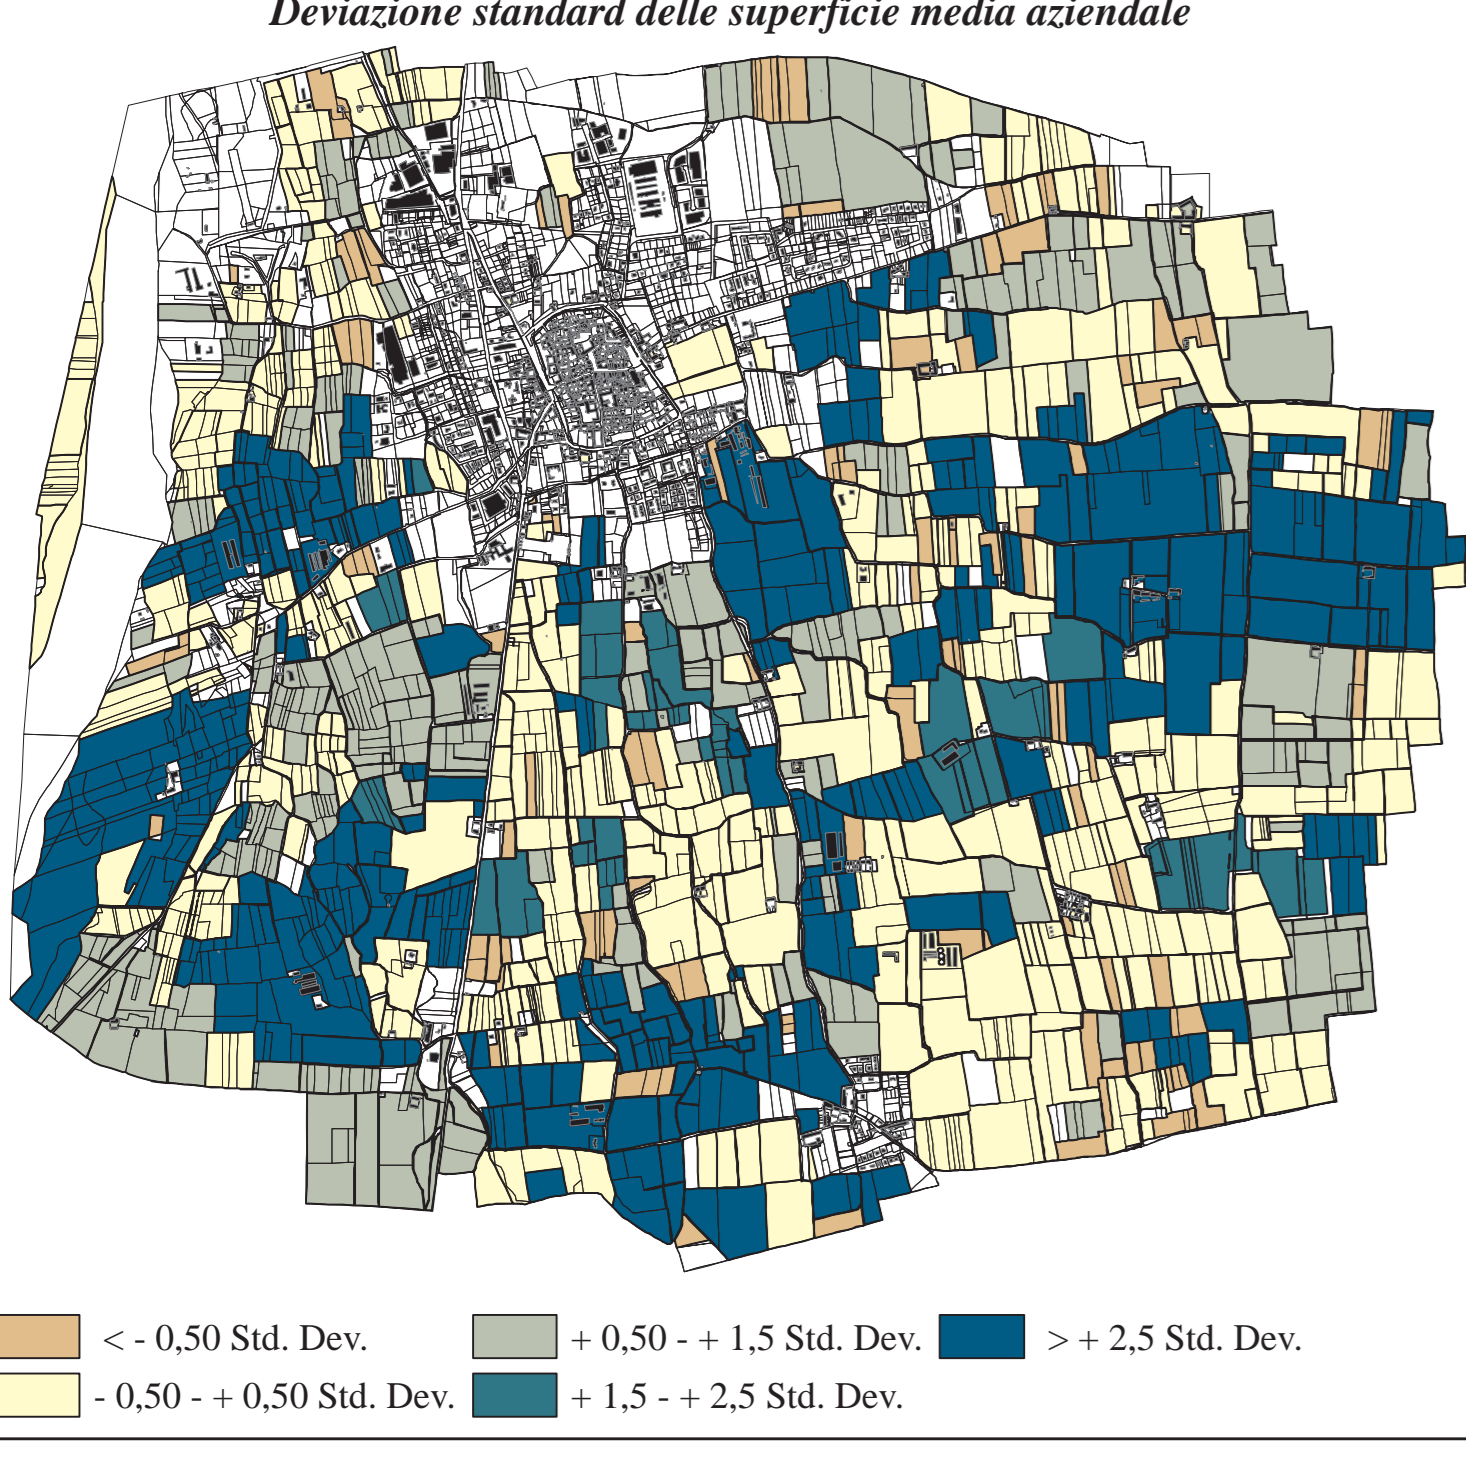 Deviazione standard delle superficie media aziendale
< - 0,50 Std. Dev.
+ 0,50 - + 1,5 Std. Dev.
> + 2,5 Std. Dev.
- 0,50 - + 0,50 Std. Dev.
+ 1,5 - + 2,5 Std. Dev.